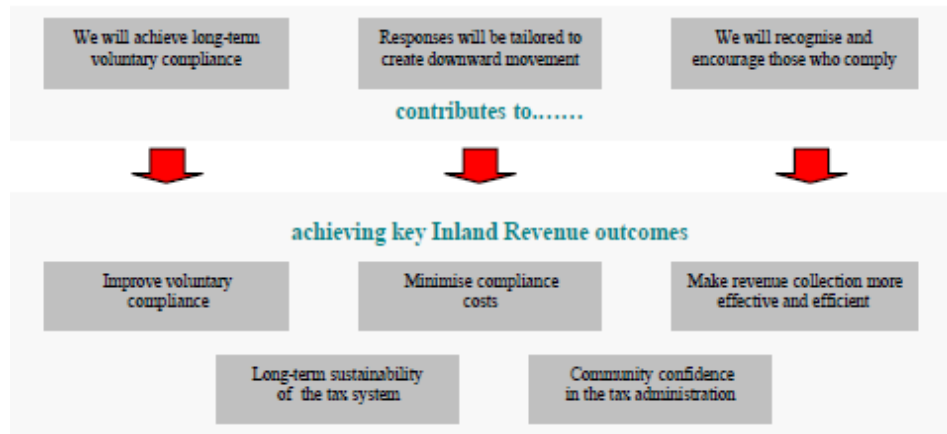 We will achieve long-term
voluntary compliance
Responses will be tailored to
create downward movement
We will recognise and
encourage those who comply
contributes to.......
achieving key Inland Revenue outcomes
Improve voluntary
compliance
Minimise compliance
costs
Make revenue collection more
effective and efficient
Long-term sustainability
of the tax system
Community confidence
in the tax administration